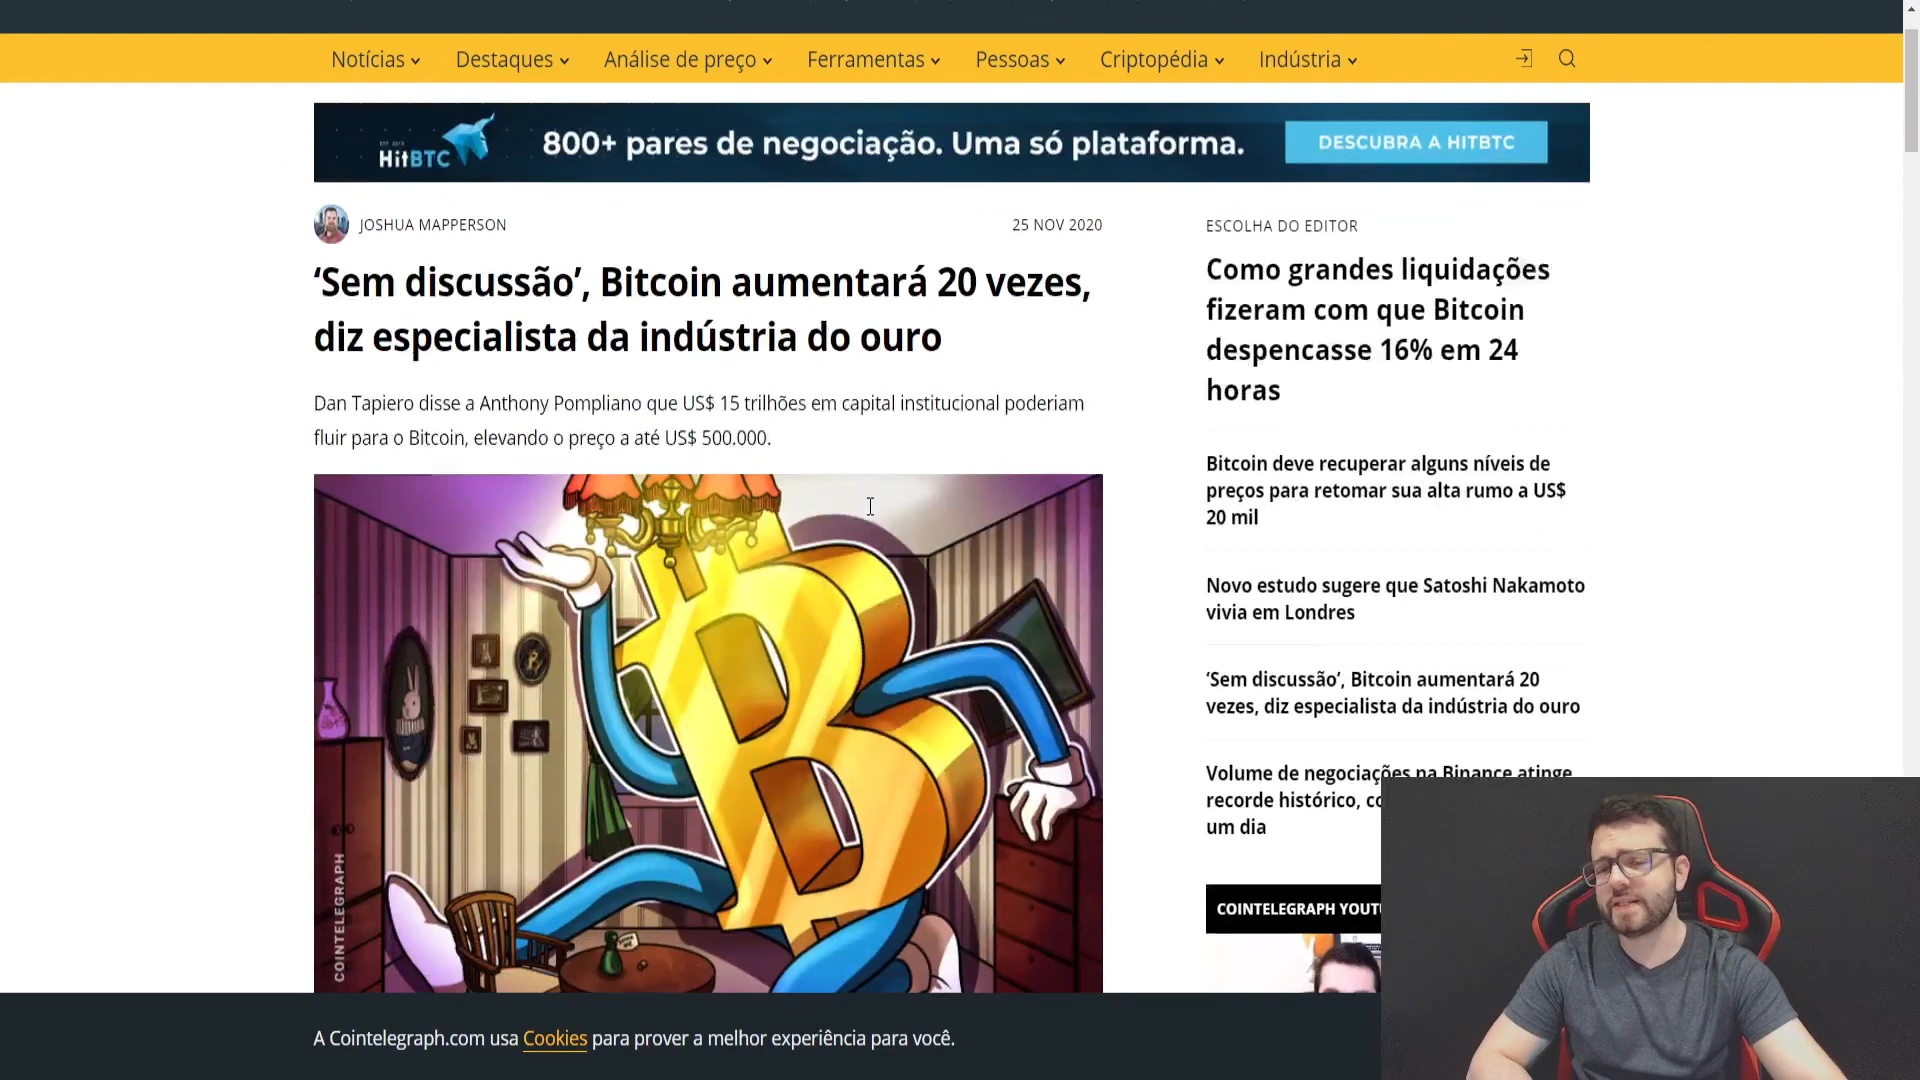 Notícias
Destaques
Análise de preço
Ferramentas
Pessoas
Criptopédia
Indústria
HitBTC
800+ pares de negociação. Uma só plataforma.
DESCUBRA A HITBTC
JOSHUA MAPPERSON
25 NOV 2020
‘Sem discussão’, Bitcoin aumentará 20 vezes,
diz especialista da indústria do ouro
Dan Tapiero disse a Anthony Pompliano que US$ 15 trilhões em capital institucional poderiam
fluir para o Bitcoin, elevando o preço a até US$ 500.000.
COINTELEGRAPH
ESCOLHA DO EDITOR
Como grandes liquidações
fizeram com que Bitcoin
despencasse 16% em 24
horas
Bitcoin deve recuperar alguns níveis de
preços para retomar sua alta rumo a US$
20 mil
Novo estudo sugere que Satoshi Nakamoto
vivia em Londres
‘Sem discussão’, Bitcoin aumentará 20
vezes, diz especialista da indústria do ouro
Volume de negociações na Binance atinge
recorde histórico,
um dia
COINTELEGRAPH
A Cointelegraph.com usa Cookies para prover a melhor experiência para você.